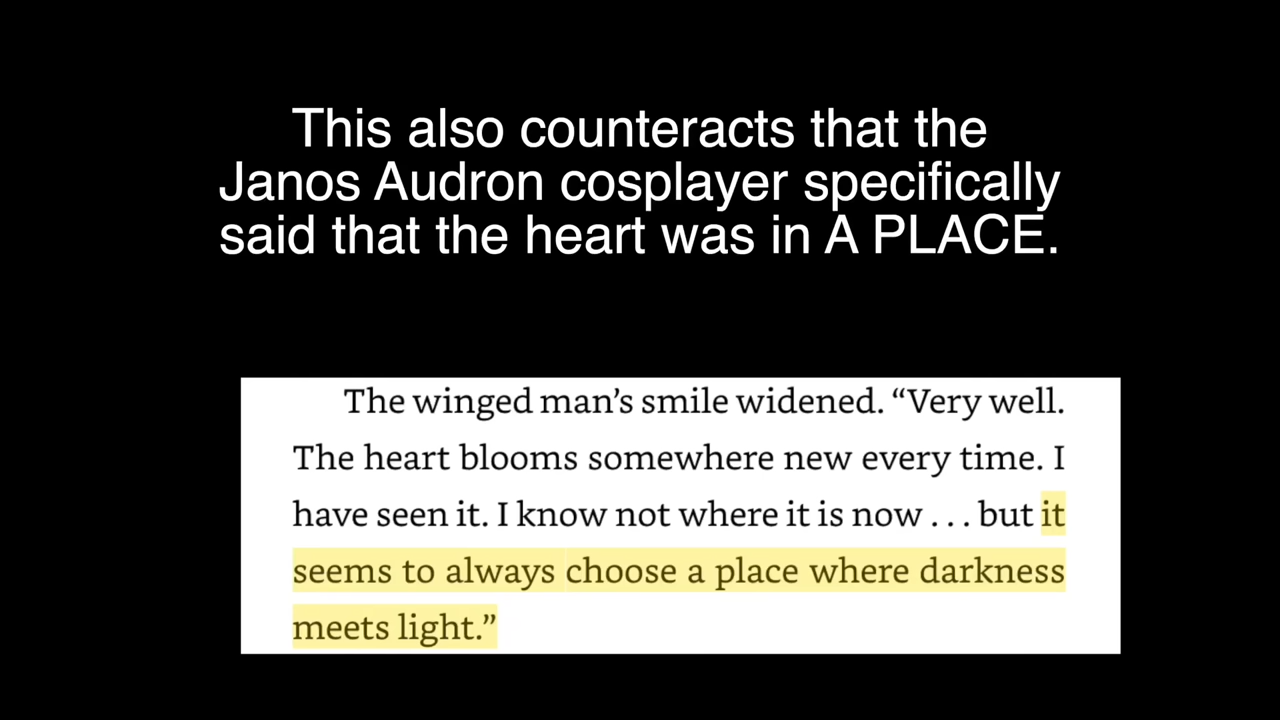 This also counteracts that the
Janos Audron cosplayer specifically
said that the heart was in A PLACE.
The winged man’s smile widened. “Very well.
The heart blooms somewhere new every time. I
have seen it. I know not where it is now . . . but it
seems to always choose a place where darkness
meets light.”